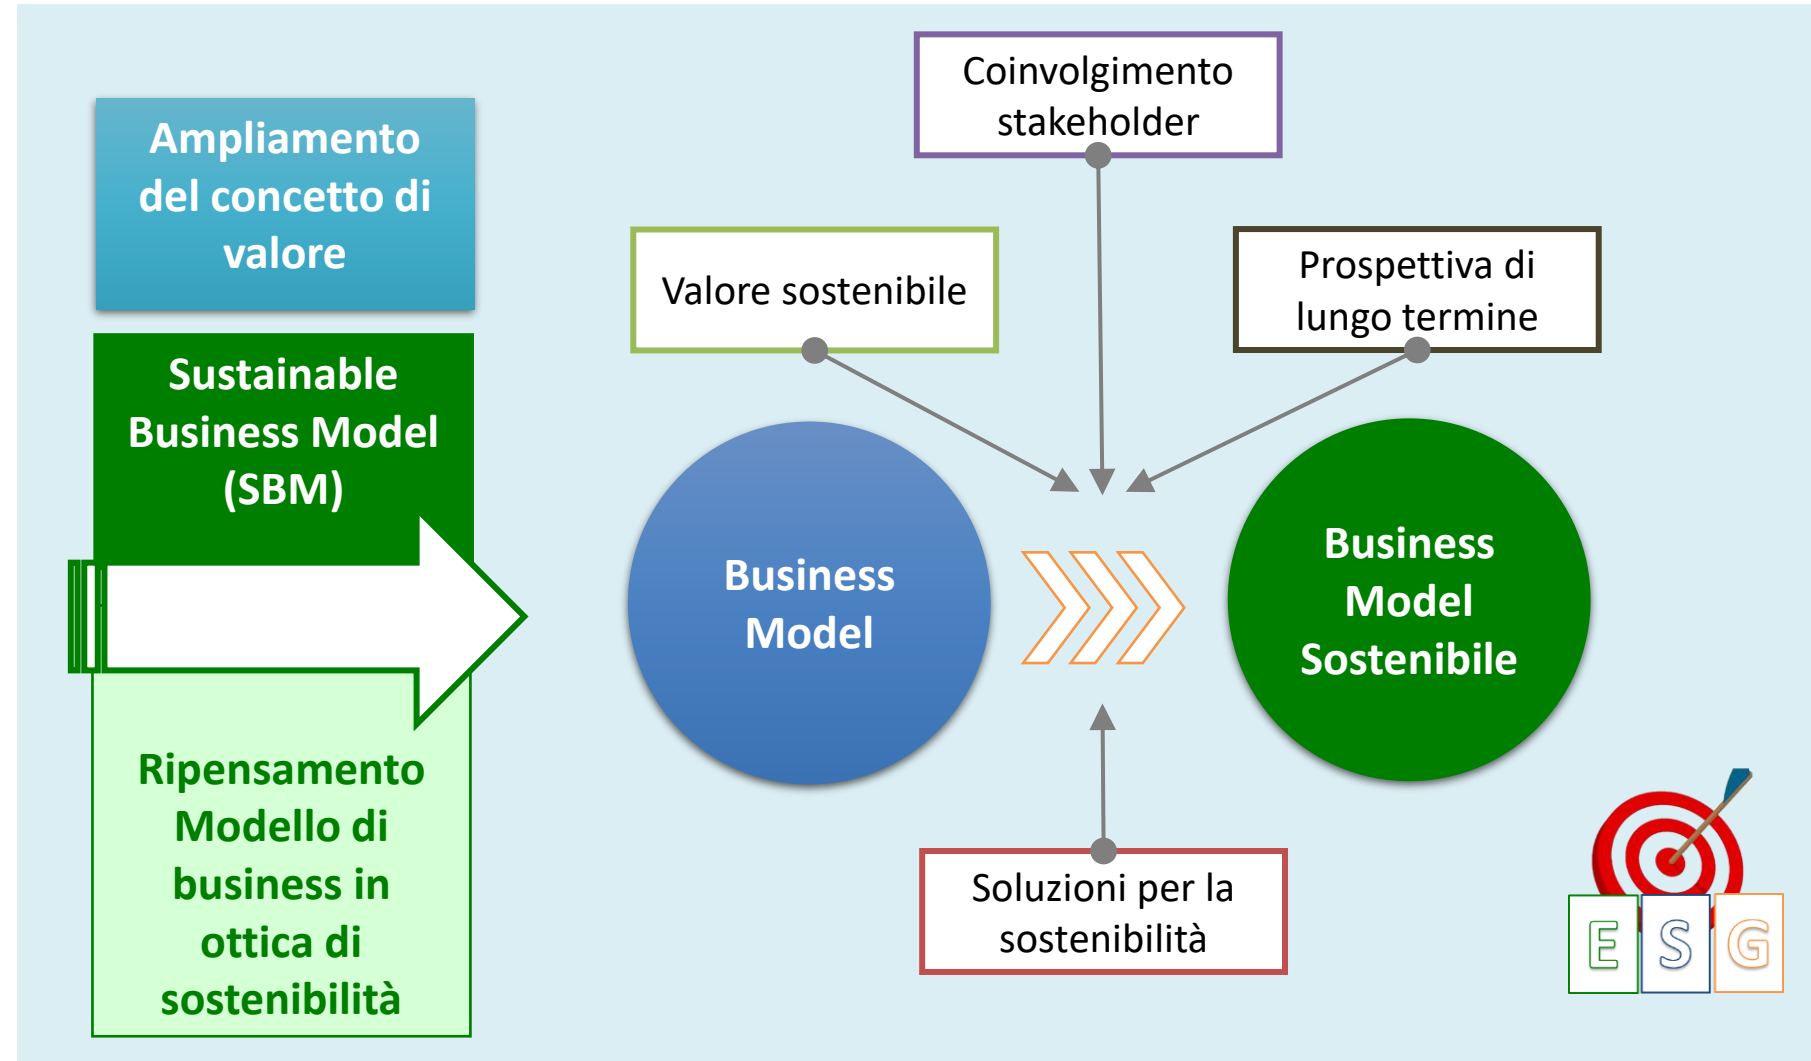 Ampliamento
del concetto di
valore
Sustainable
Business Model
(SBM)
Ripensamento
Modello di
business in
ottica di
sostenibilità
Coinvolgimento
stakeholder
Valore sostenibile
Prospettiva di
lungo termine
Business
Model
Business
Model
Sostenibile
Soluzioni per la
sostenibilità
E S G